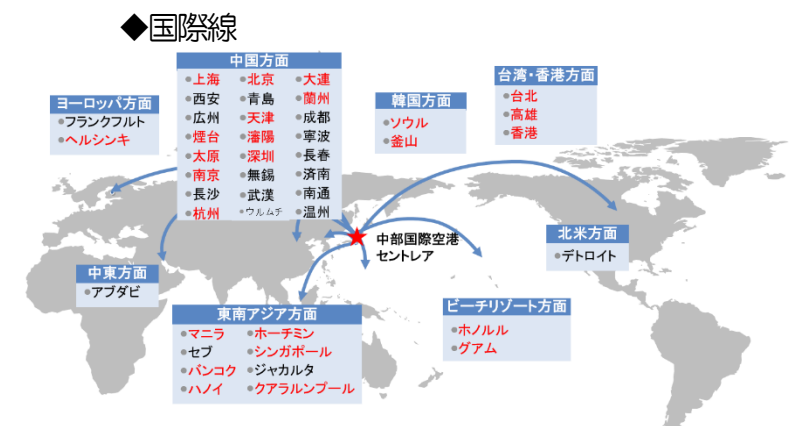 ◆国際線
中国方面
上海 北京 大連
西安 青島 蘭州
広州 天津 成都
煙台 瀋陽 寧波
太原 深圳 長春
南京 無錫 済南
長沙 武漢 南通
杭州 ウルムチ 温州
ヨーロッパ方面
フランクフルト
ヘルシンキ
韓国方面
ソウル
釜山
台湾・香港方面
台北
高雄
香港
中部国際空港
セントレア
北米方面
デトロイト
中東方面
アブダビ
東南アジア方面
マニラ ホーチミン
セブ シンガポール
バンコク ジャカルタ
ハノイ クアラルンプール
ビーチリゾート方面
ホノルル
グアム